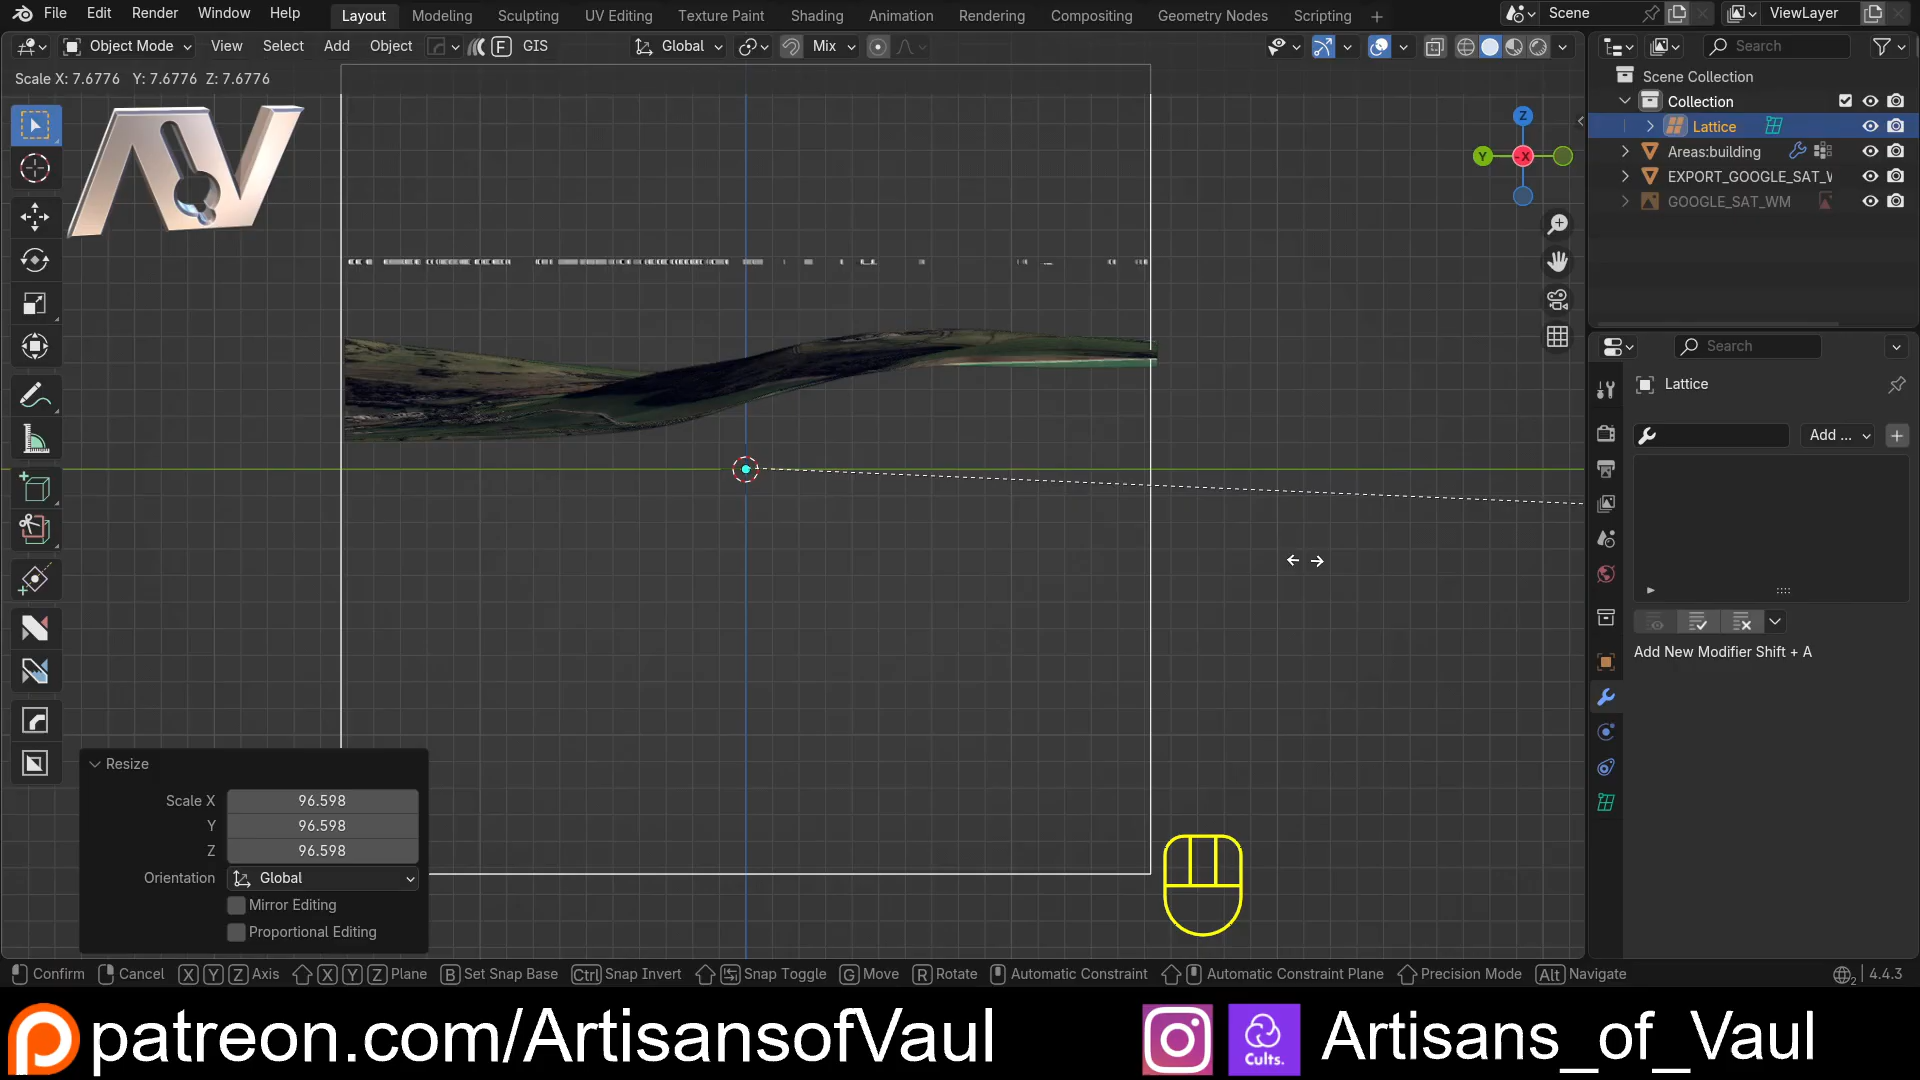 File Edit Render Window Help Layout Modeling Sculpting UV Editing Texture Paint Shading Animation Rendering Compositing Geometry Nodes Scripting + Scene ViewLayer
Object Mode View Select Add Object F GIS Global Mix Search
Scale X: 7.6776 Y: 7.6776 Z: 7.6776
Scene Collection
Collection
Lattice
Areas:building
EXPORT_GOOGLE_SAT_W
GOOGLE_SAT_WM
Z
Y
-X
Search
Lattice
Add ...
Add New Modifier Shift + A
Resize
Scale X 96.598
Y 96.598
Z 96.598
Orientation Global
Mirror Editing
Proportional Editing
Confirm Cancel X Y Z Axis X Y Z Plane B Set Snap Base Ctrl Snap Invert Snap Toggle G Move R Rotate Automatic Constraint Automatic Constraint Plane Precision Mode Alt Navigate 2 4.4.3
patreon.com/ArtisansofVaul Cults. Artisans_of_Vaul